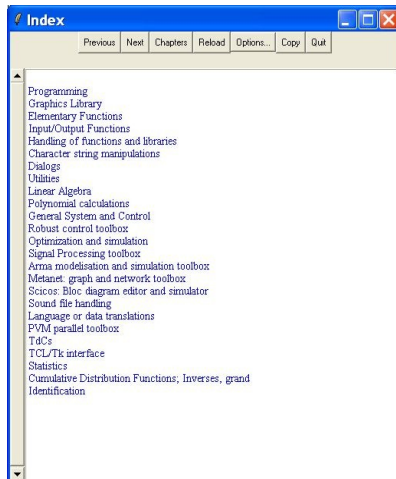 Index
Previous Next Chapters Reload Options... Copy Quit
Programming
Graphics Library
Elementary Functions
Input/Output Functions
Handling of functions and libraries
Character string manipulations
Dialogs
Utilities
Linear Algebra
Polynomial calculations
General System and Control
Robust control toolbox
Optimization and simulation
Signal Processing toolbox
Arma modelisation and simulation toolbox
Metanet: graph and network toolbox
Scicos: Bloc diagram editor and simulator
Sound file handling
Language or data translations
PVM parallel toolbox
TdCs
TCL/Tk interface
Statistics
Cumulative Distribution Functions; Inverses, grand
Identification